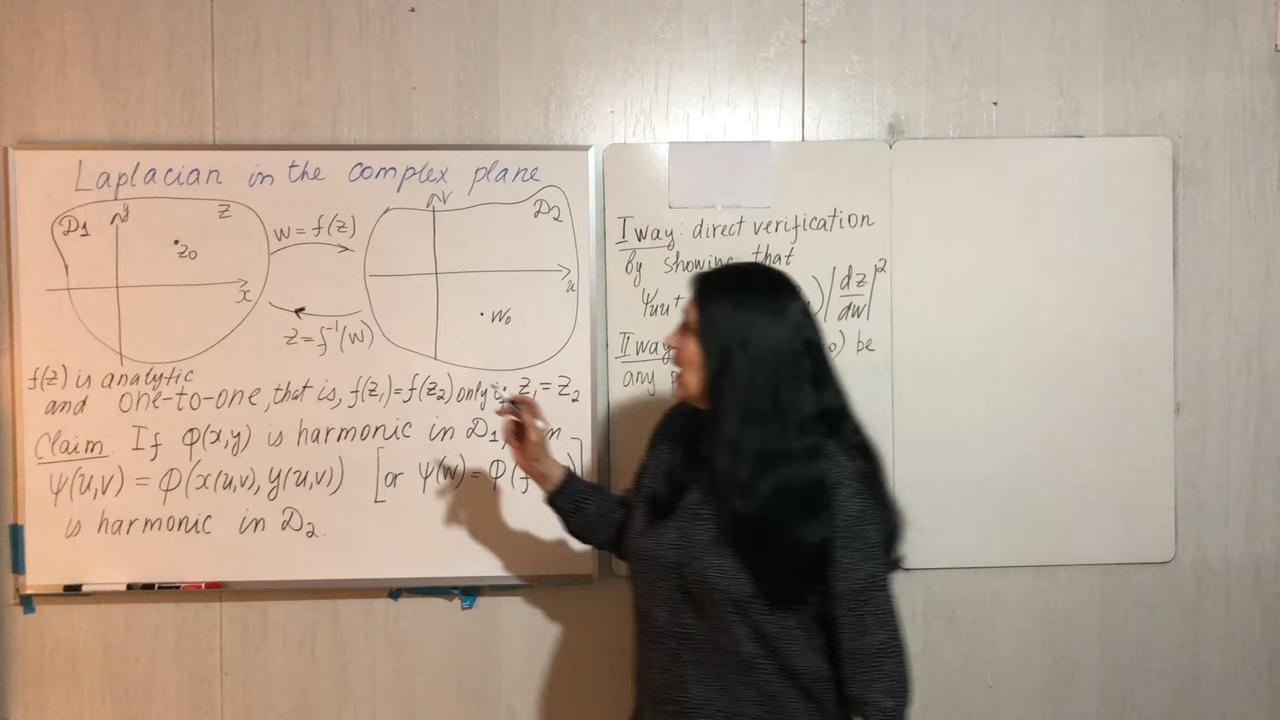 Laplacian in the complex plane
D1
y
z
z0
x
w = f(z)
z = f⁻¹(w)
v
D2
u
w0
f(z) is analytic
and one-to-one, that is, f(z1)=f(z2) only if z1=z2
Claim. If φ(x,y) is harmonic in D1,
ψ(u,v) = φ(x(u,v), y(u,v)) [or ψ(w) = φ(f
is harmonic in D2.
I way: direct verification
by showing that
ψuu+ )|dz/dw|²
II way ) be
any